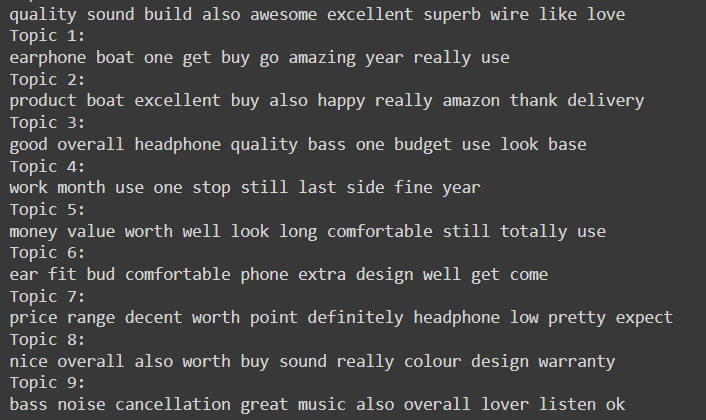 quality sound build also awesome excellent superb wire like love
Topic 1:
earphone boat one get buy go amazing year really use
Topic 2:
product boat excellent buy also happy really amazon thank delivery
Topic 3:
good overall headphone quality bass one budget use look base
Topic 4:
work month use one stop still last side fine year
Topic 5:
money value worth well look long comfortable still totally use
Topic 6:
ear fit bud comfortable phone extra design well get come
Topic 7:
price range decent worth point definitely headphone low pretty expect
Topic 8:
nice overall also worth buy sound really colour design warranty
Topic 9:
bass noise cancellation great music also overall lover listen ok